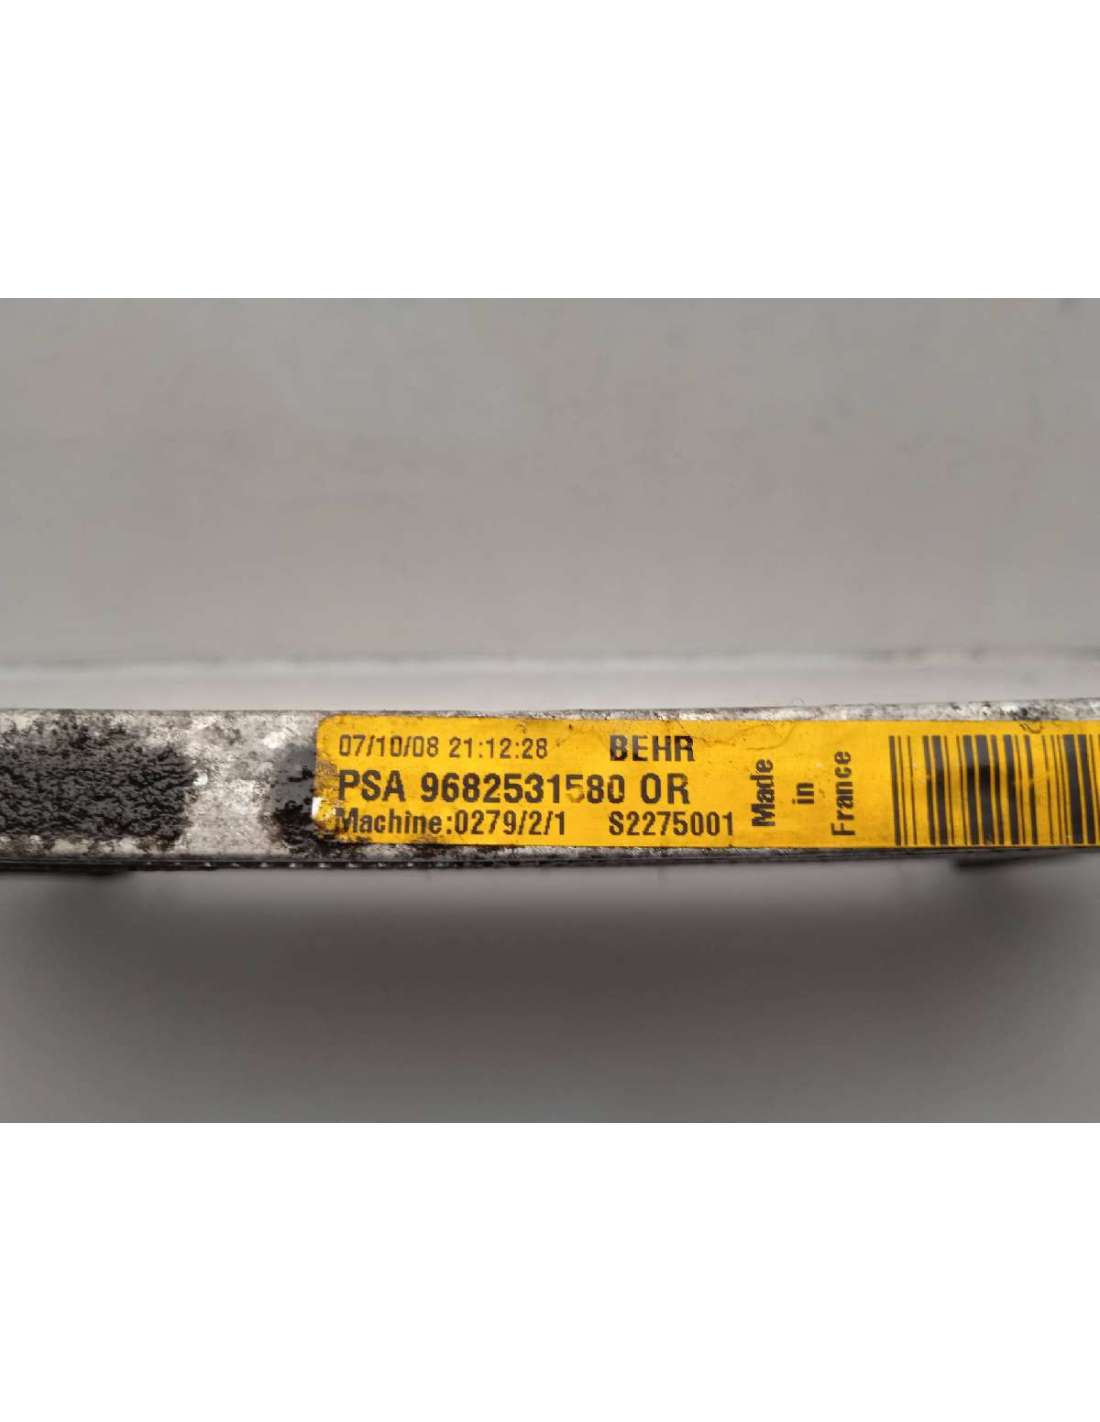 07/10/08 21:12:28 BEHR
PSA 9682531580 OR
Machine:0279/2/1 S2275001
Made
in
France